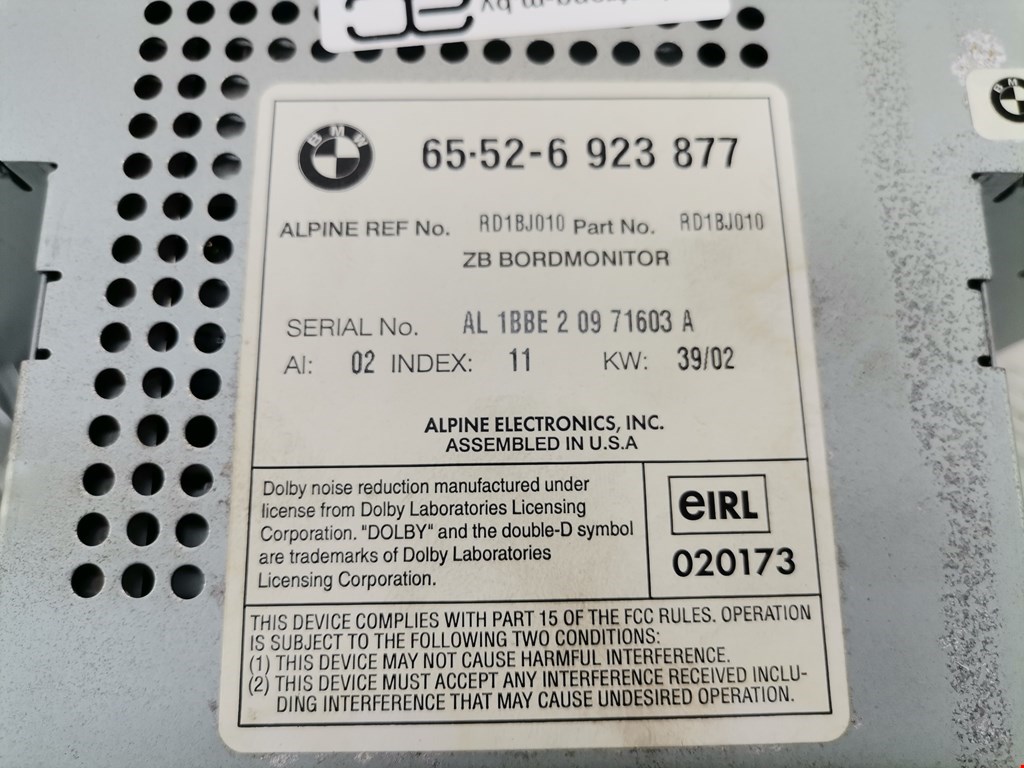 BMW
65-52-6 923 877
ALPINE REF No. RD1BJ010 Part No. RD1BJ010
ZB BORDMONITOR
SERIAL No. AL 1BBE 2 09 71603 A
AI: 02 INDEX: 11 KW: 39/02
ALPINE ELECTRONICS, INC.
ASSEMBLED IN U.S.A
Dolby noise reduction manufactured under
license from Dolby Laboratories Licensing
Corporation. "DOLBY" and the double-D symbol
are trademarks of Dolby Laboratories
Licensing Corporation.
eIRL
020173
THIS DEVICE COMPLIES WITH PART 15 OF THE FCC RULES. OPERATION
IS SUBJECT TO THE FOLLOWING TWO CONDITIONS:
(1) THIS DEVICE MAY NOT CAUSE HARMFUL INTERFERENCE.
(2) THIS DEVICE MUST ACCEPT ANY INTERFERENCE RECEIVED INCLU-
DING INTERFERENCE THAT MAY CAUSE UNDESIRED OPERATION.